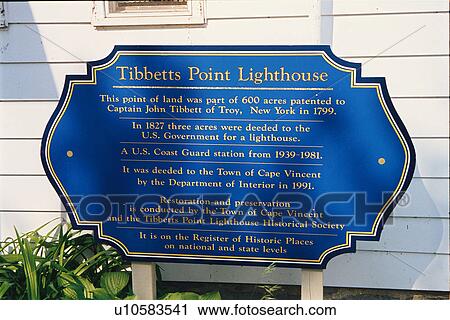 Tibbetts Point Lighthouse
This point of land was part of 600 acres patented to
Captain John Tibbett of Troy, New York in 1799.
In 1827 three acres were deeded to the
U.S. Government for a lighthouse.
A U.S. Coast Guard station from 1939-1981.
It was deeded to the Town of Cape Vincent
by the Department of Interior in 1991.
Restoration and preservation
is conducted by the Town of Cape Vincent
and the Tibbetts Point Lighthouse Historical Society
It is on the Register of Historic Places
on national and state levels
Fotosearch
u10583541 www.fotosearch.com